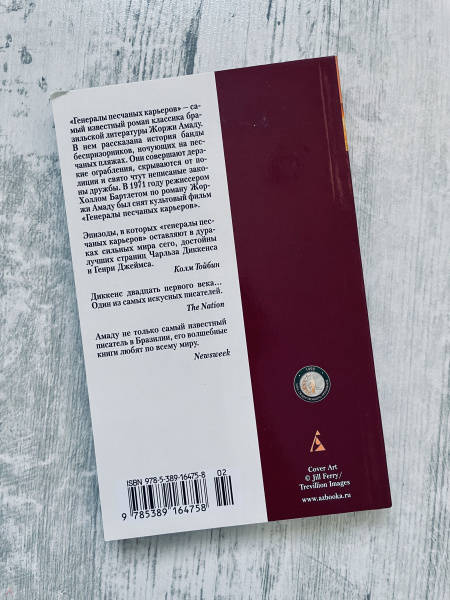 «Генералы песчаных карьеров» — са-
мый известный роман классика бра-
зильской литературы Жоржи Амаду.
В нем рассказана история банды
беспризорников, ночующих на пес-
чаных пляжах. Они совершают дерз-
кие ограбления, скрываются от по-
лиции и свято чтут неписаные зако-
ны дружбы. В 1971 году режиссером
Холлом Бартлетом по роману Жор-
жи Амаду был снят культовый фильм
«Генералы песчаных карьеров».
Эпизоды, в которых «генералы пес-
чаных карьеров» оставляют в дура-
ках сильных мира сего, достойны
лучших страниц Чарльза Диккенса
и Генри Джеймса.
Колм Тойбин
Диккенс двадцать первого века…
Один из самых искусных писателей.
The Nation
Амаду не только самый известный
писатель в Бразилии, его волшебные
книги любят по всему миру.
Newsweek
ISBN 978-5-389-16475-8
02
9 785389 164758
Cover Art
© Jill Ferry/
Trevillion Images
www.azbooka.ru